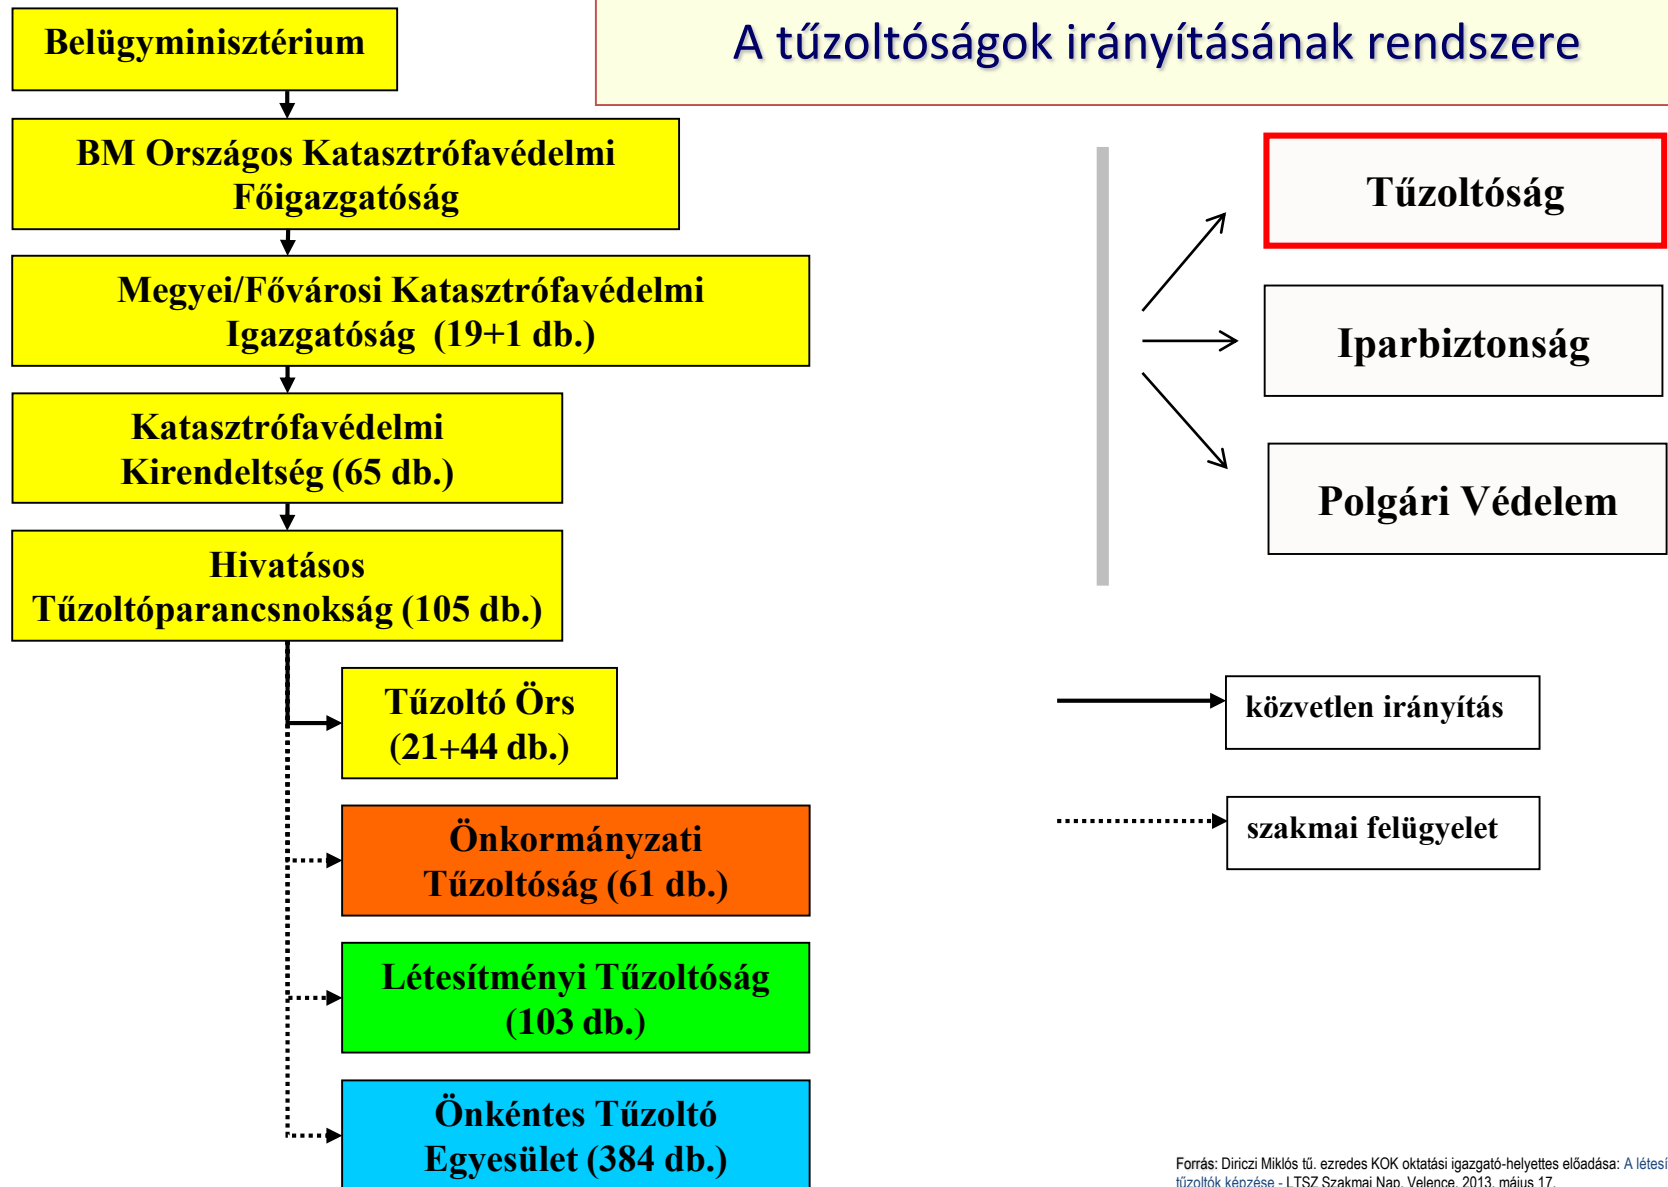 A tűzoltóságok irányításának rendszere
Belügyminisztérium
BM Országos Katasztrófavédelmi
Főigazgatóság
Megyei/Fővárosi Katasztrófavédelmi
Igazgatóság (19+1 db.)
Katasztrófavédelmi
Kirendeltség (65 db.)
Hivatásos
Tűzoltóparancsnokság (105 db.)
Tűzoltó Örs
(21+44 db.)
Önkormányzati
Tűzoltóság (61 db.)
Létesítményi Tűzoltóság
(103 db.)
Önkéntes Tűzoltó
Egyesület (384 db.)
Tűzoltóság
Iparbiztonság
Polgári Védelem
közvetlen irányítás
szakmai felügyelet
Forrás: Diriczi Miklós tű. ezredes KOK oktatási igazgató-helyettes előadása: A létesí
tűzoltók képzése - LTSZ Szakmai Nap, Velence, 2013. május 17.